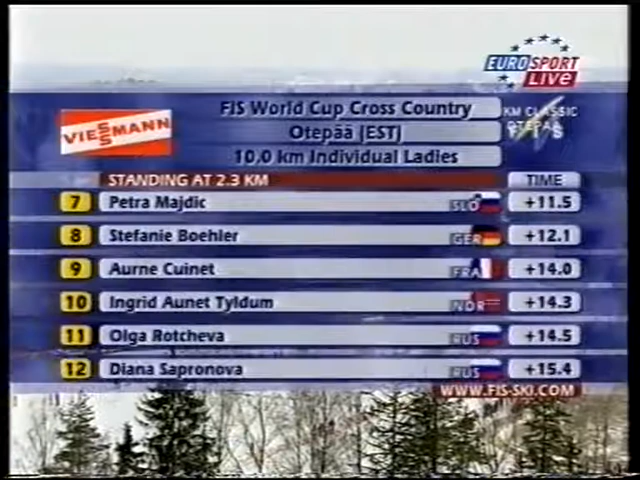 EUROSPORT
LIVE
VIESSMANN
FIS World Cup Cross Country
Otepää (EST)
10.0 km Individual Ladies
KM CLASSIC
STANDING AT 2.3 KM TIME
7 Petra Majdic SLO +11.5
8 Stefanie Boehler GER +12.1
9 Aurne Cuinet FRA +14.0
10 Ingrid Aunet Tyldum NOR +14.3
11 Olga Rotcheva RUS +14.5
12 Diana Sapronova RUS +15.4
WWW.FIS-SKI.COM